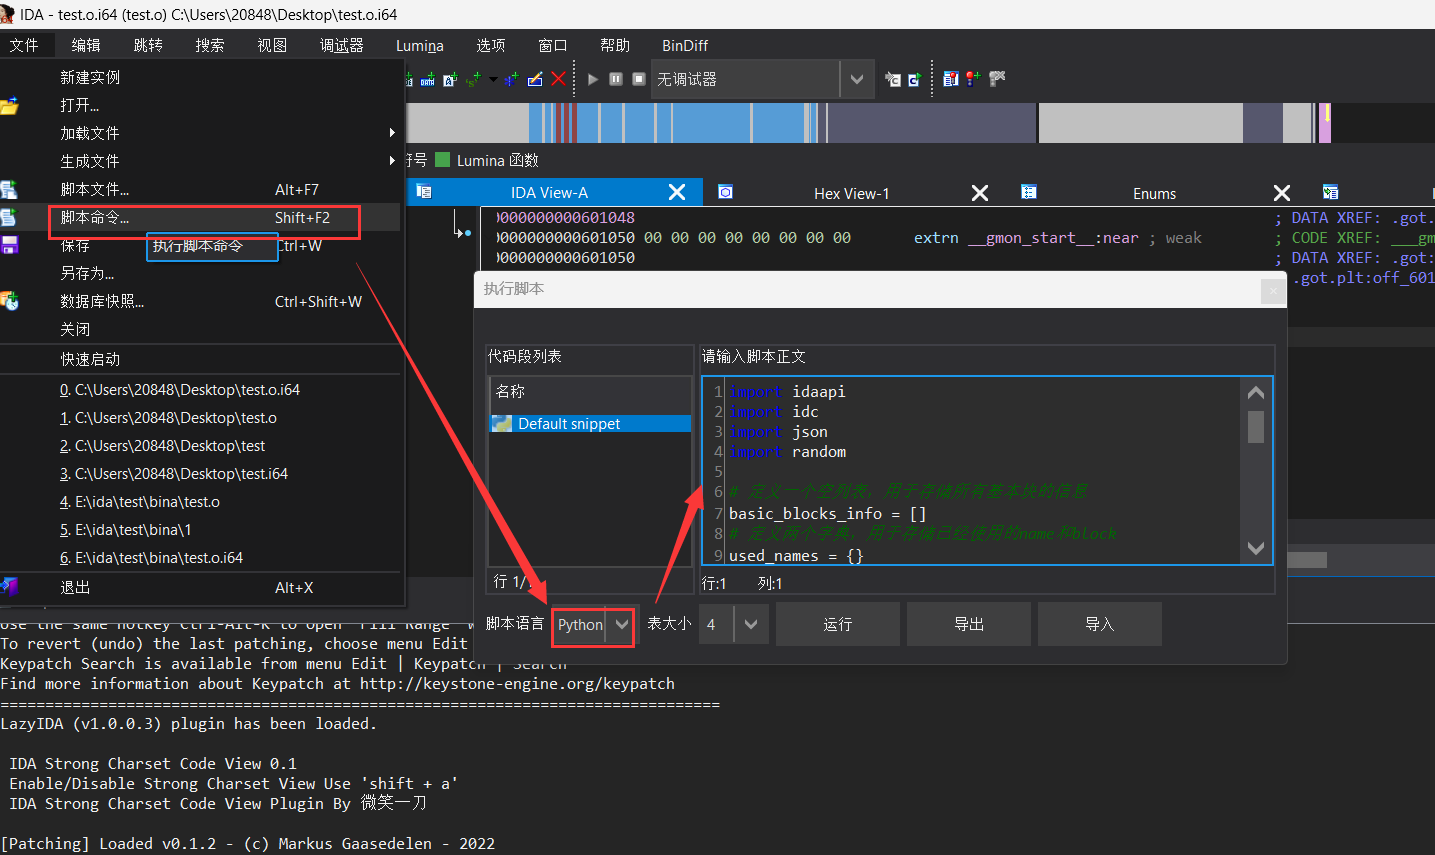 IDA - test.o.i64 (test.o) C:\Users\20848\Desktop\test.o.i64
文件 编辑 跳转 搜索 视图 调试器 Lumina 选项 窗口 帮助 BinDiff
新建实例
打开...
加载文件
生成文件
脚本文件... Alt+F7
脚本命令... Shift+F2
保存 Ctrl+W
执行脚本命令
另存为...
数据库快照... Ctrl+Shift+W
关闭
快速启动
0. C:\Users\20848\Desktop\test.o.i64
1. C:\Users\20848\Desktop\test.o
2. C:\Users\20848\Desktop\test
3. C:\Users\20848\Desktop\test.i64
4. E:\ida\test\bina\test.o
5. E:\ida\test\bina\1
6. E:\ida\test\bina\test.o.i64
退出 Alt+X
无调试器
符号 Lumina 函数
IDA View-A Hex View-1 Enums
0000000000601048 ; DATA XREF: .got.
0000000000601050 00 00 00 00 00 00 00 00 extrn __gmon_start__:near ; weak ; CODE XREF: ___gm
0000000000601050 ; DATA XREF: .got:
.got.plt:off_601
执行脚本
代码段列表
名称
Default snippet
行 1/
请输入脚本正文
1 import idaapi
2 import idc
3 import json
4 import random
5
6 # 定义一个空列表，用于存储所有基本块的信息
7 basic_blocks_info = []
8 # 定义两个字典，用于存储已经使用的name和block
9 used_names = {}
行:1 列:1
脚本语言 Python 表大小 4 运行 导出 导入
Use the same hotkey Ctrl-Alt-K to open 'Fill Range' w
To revert (undo) the last patching, choose menu Edit
Keypatch Search is available from menu Edit | Keypatch | Search
Find more information about Keypatch at http://keystone-engine.org/keypatch
================================================================================
LazyIDA (v1.0.0.3) plugin has been loaded.
IDA Strong Charset Code View 0.1
Enable/Disable Strong Charset View Use 'shift + a'
IDA Strong Charset Code View Plugin By 微笑一刀
[Patching] Loaded v0.1.2 - (c) Markus Gaasedelen - 2022